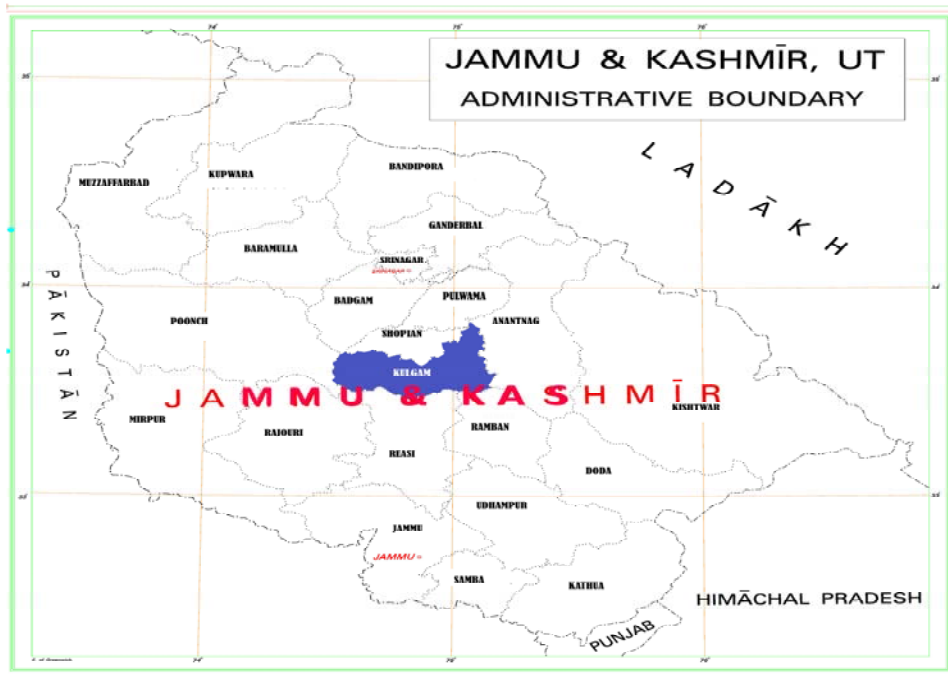 JAMMU & KASHMĪR, UT
ADMINISTRATIVE BOUNDARY
LADĀKH
BANDIPORA
KUPWARA
MUZZAFFARBAD
GANDERBAL
BARAMULLA
SRINAGAR
BADGAM
PULWAMA
PĀKISTĀN
POONCH
ANANTNAG
SHOPIAN
KULGAM
JAMMU & KASHMĪR
KISHTWAR
MIRPUR
RAJOURI
RAMBAN
REASI
DODA
UDHAMPUR
JAMMU
JAMMU
SAMBA
KATHUA
HIMĀCHAL PRADESH
PUNJAB